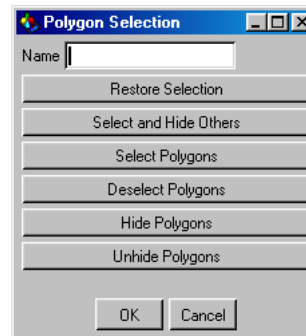 Polygon Selection
Name
Restore Selection
Select and Hide Others
Select Polygons
Deselect Polygons
Hide Polygons
Unhide Polygons
OK Cancel